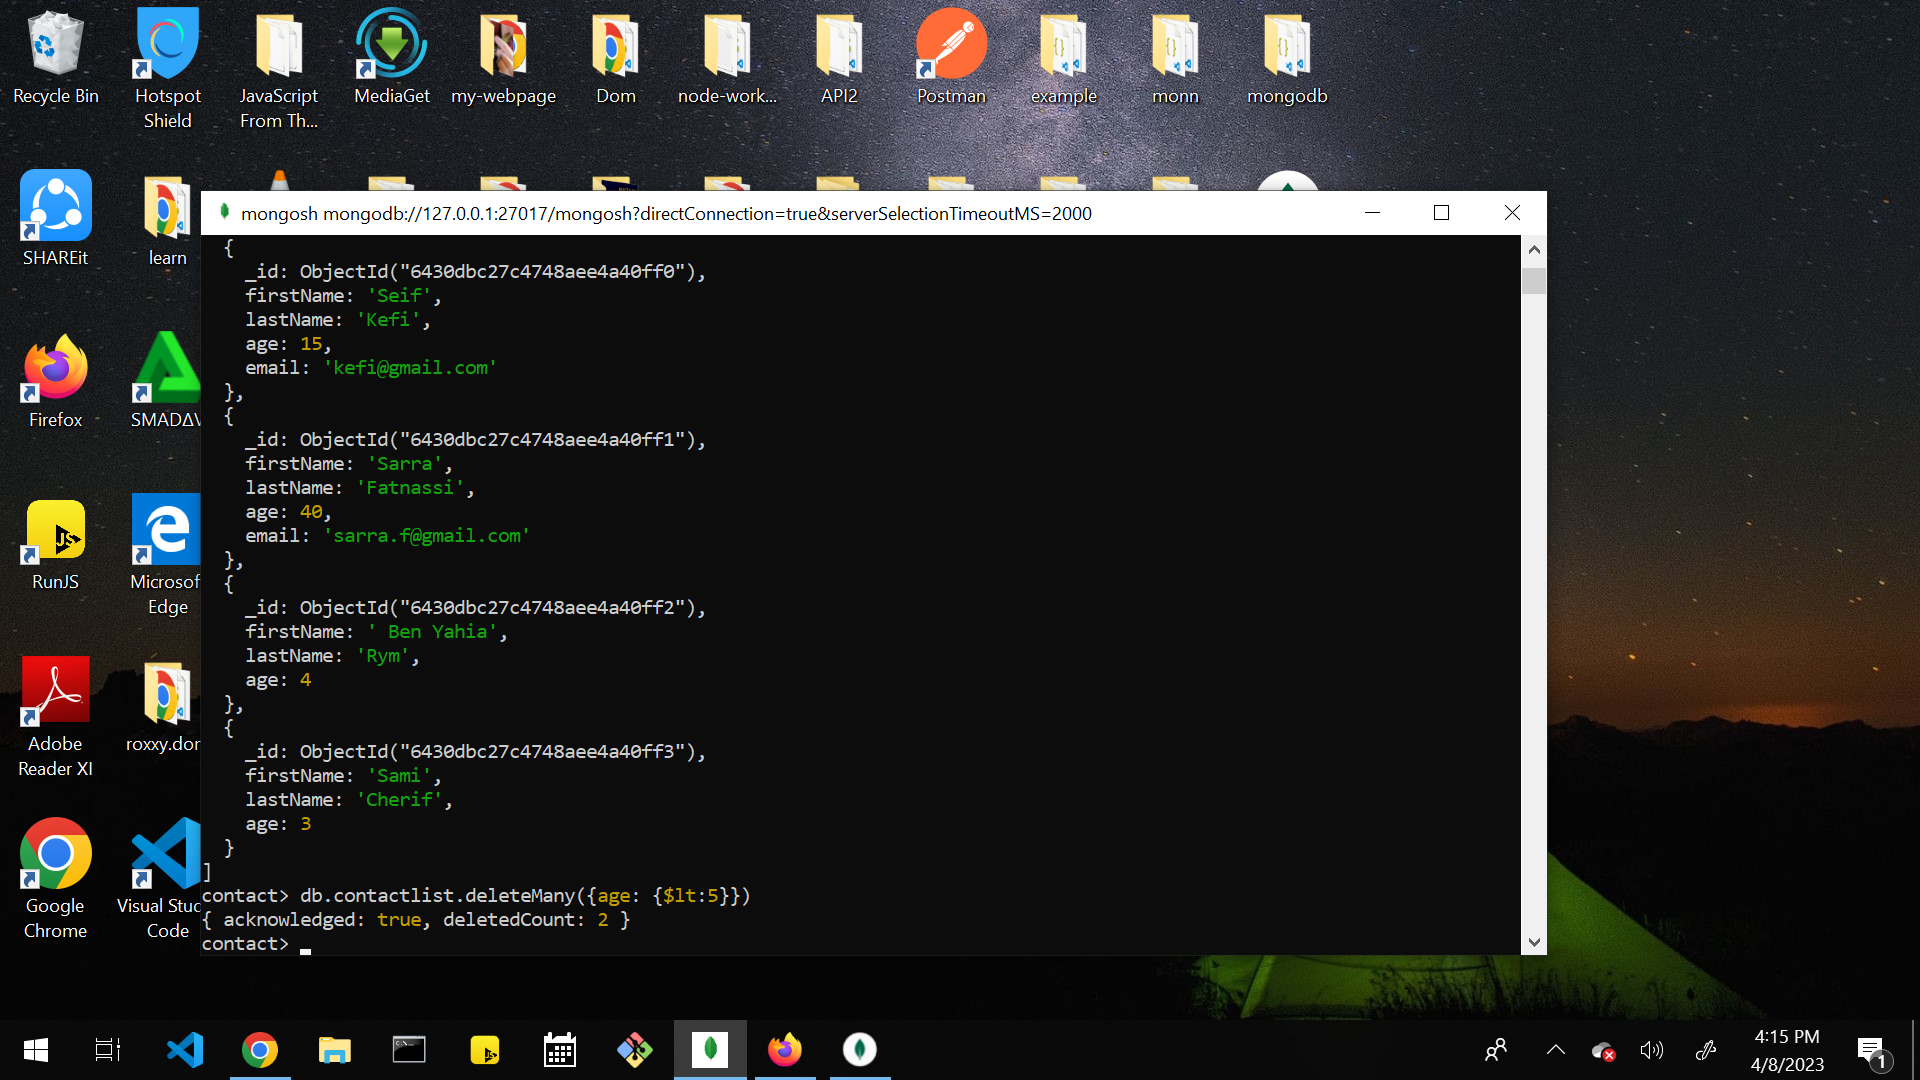 Recycle Bin
Hotspot
Shield
JavaScript
From Th...
MediaGet
my-webpage
Dom
node-work...
API2
Postman
example
monn
mongodb
SHAREit
learn
Firefox
SMADΔV
RunJS
JS
Microsof
Edge
Adobe
Reader XI
roxxy.dor
Google
Chrome
Visual Stud
Code
mongosh mongodb://127.0.0.1:27017/mongosh?directConnection=true&serverSelectionTimeoutMS=2000
{
_id: ObjectId("6430dbc27c4748aee4a40ff0"),
firstName: 'Seif',
lastName: 'Kefi',
age: 15,
email: 'kefi@gmail.com'
},
{
_id: ObjectId("6430dbc27c4748aee4a40ff1"),
firstName: 'Sarra',
lastName: 'Fatnassi',
age: 40,
email: 'sarra.f@gmail.com'
},
{
_id: ObjectId("6430dbc27c4748aee4a40ff2"),
firstName: ' Ben Yahia',
lastName: 'Rym',
age: 4
},
{
_id: ObjectId("6430dbc27c4748aee4a40ff3"),
firstName: 'Sami',
lastName: 'Cherif',
age: 3
}
]
contact> db.contactlist.deleteMany({age: {$lt:5}})
{ acknowledged: true, deletedCount: 2 }
contact>
4:15 PM
4/8/2023
1